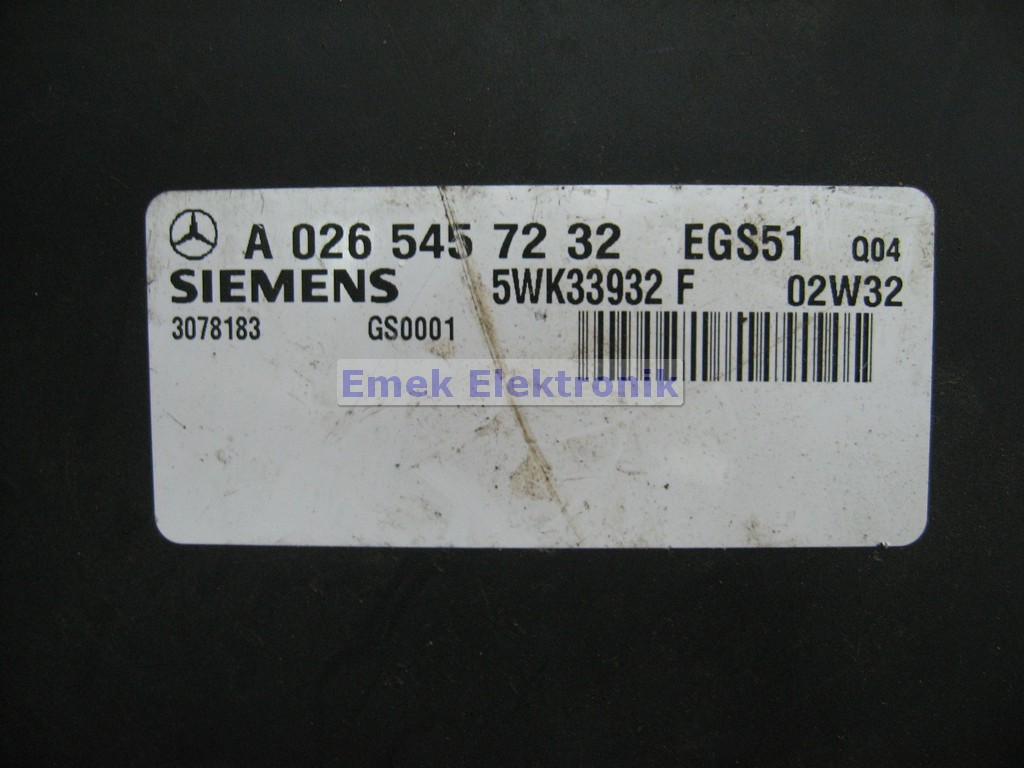 A 026 545 72 32 EGS51 Q04
SIEMENS 5WK33932 F 02W32
3078183 GS0001
Emek Elektronik